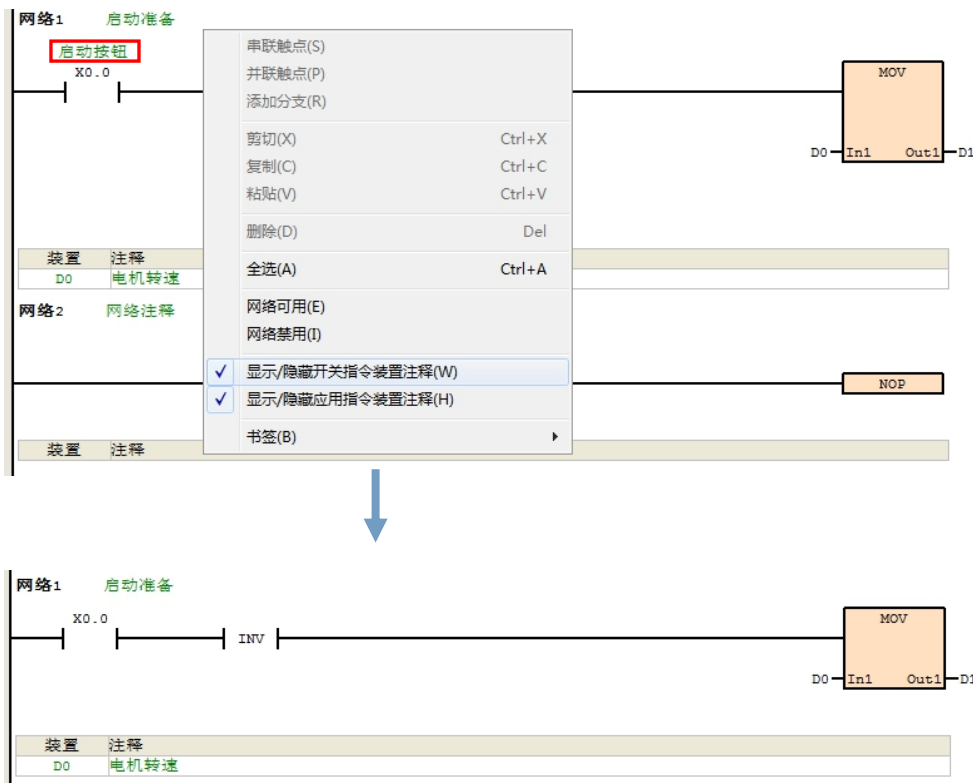 网络1 启动准备
启动按钮
X0.0
MOV
D0 In1 Out1 D1
串联触点(S)
并联触点(P)
添加分支(R)
剪切(X) Ctrl+X
复制(C) Ctrl+C
粘贴(V) Ctrl+V
删除(D) Del
全选(A) Ctrl+A
网络可用(E)
网络禁用(I)
显示/隐藏开关指令装置注释(W)
显示/隐藏应用指令装置注释(H)
书签(B)
装置 注释
D0 电机转速
网络2 网络注释
NOP
装置 注释
网络1 启动准备
X0.0
INV
MOV
D0 In1 Out1 D1
装置 注释
D0 电机转速